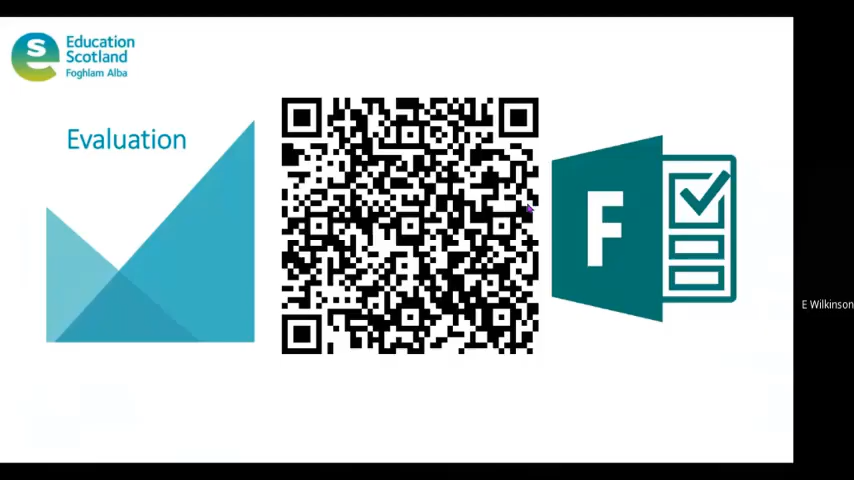 Education
Scotland
Foghlam Alba
Evaluation
F
E Wilkinson